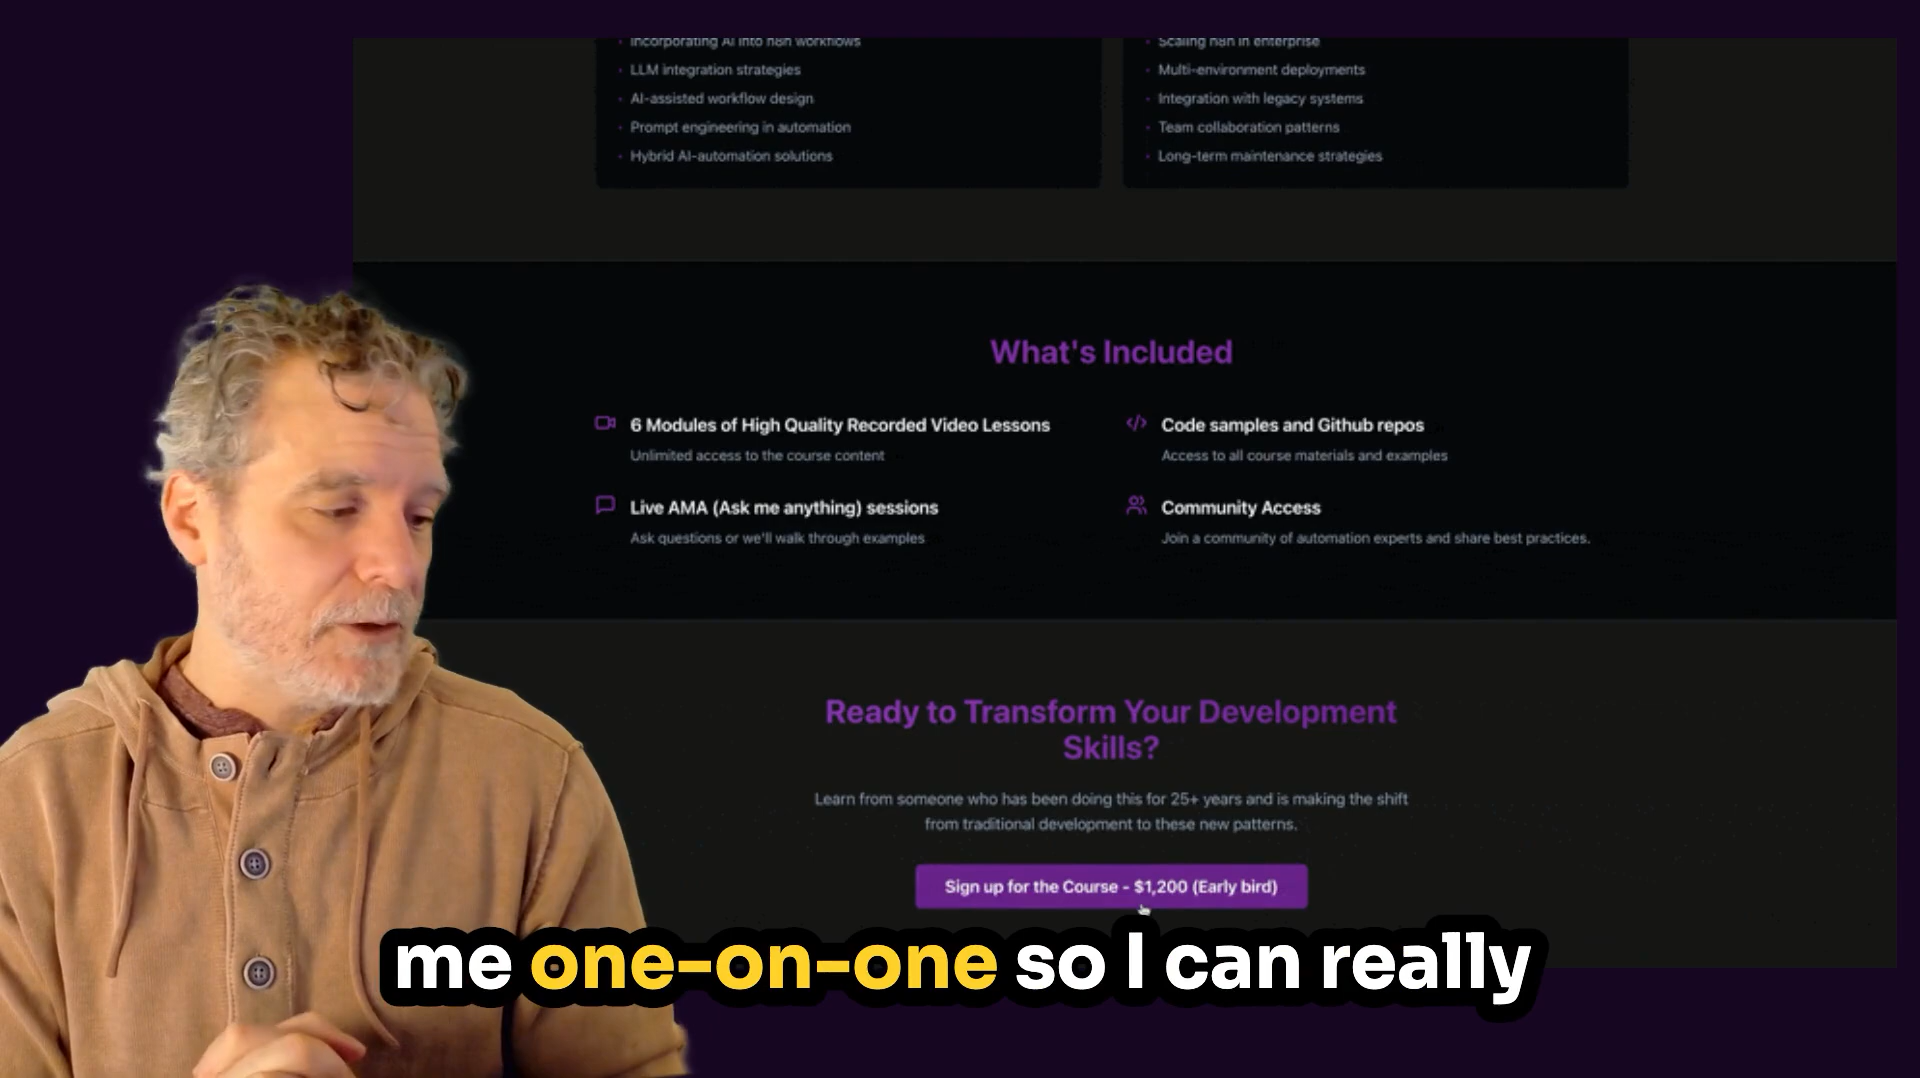 Incorporating AI into n8n workflows
LLM integration strategies
AI-assisted workflow design
Prompt engineering in automation
Hybrid AI-automation solutions
Scaling n8n in enterprise
Multi-environment deployments
Integration with legacy systems
Team collaboration patterns
Long-term maintenance strategies
What's Included
6 Modules of High Quality Recorded Video Lessons
Unlimited access to the course content
Code samples and Github repos
Access to all course materials and examples
Live AMA (Ask me anything) sessions
Ask questions or we'll walk through examples
Community Access
Join a community of automation experts and share best practices.
Ready to Transform Your Development
Skills?
Learn from someone who has been doing this for 25+ years and is making the shift
from traditional development to these new patterns.
Sign up for the Course - $1,200 (Early bird)
me one-on-one so I can really